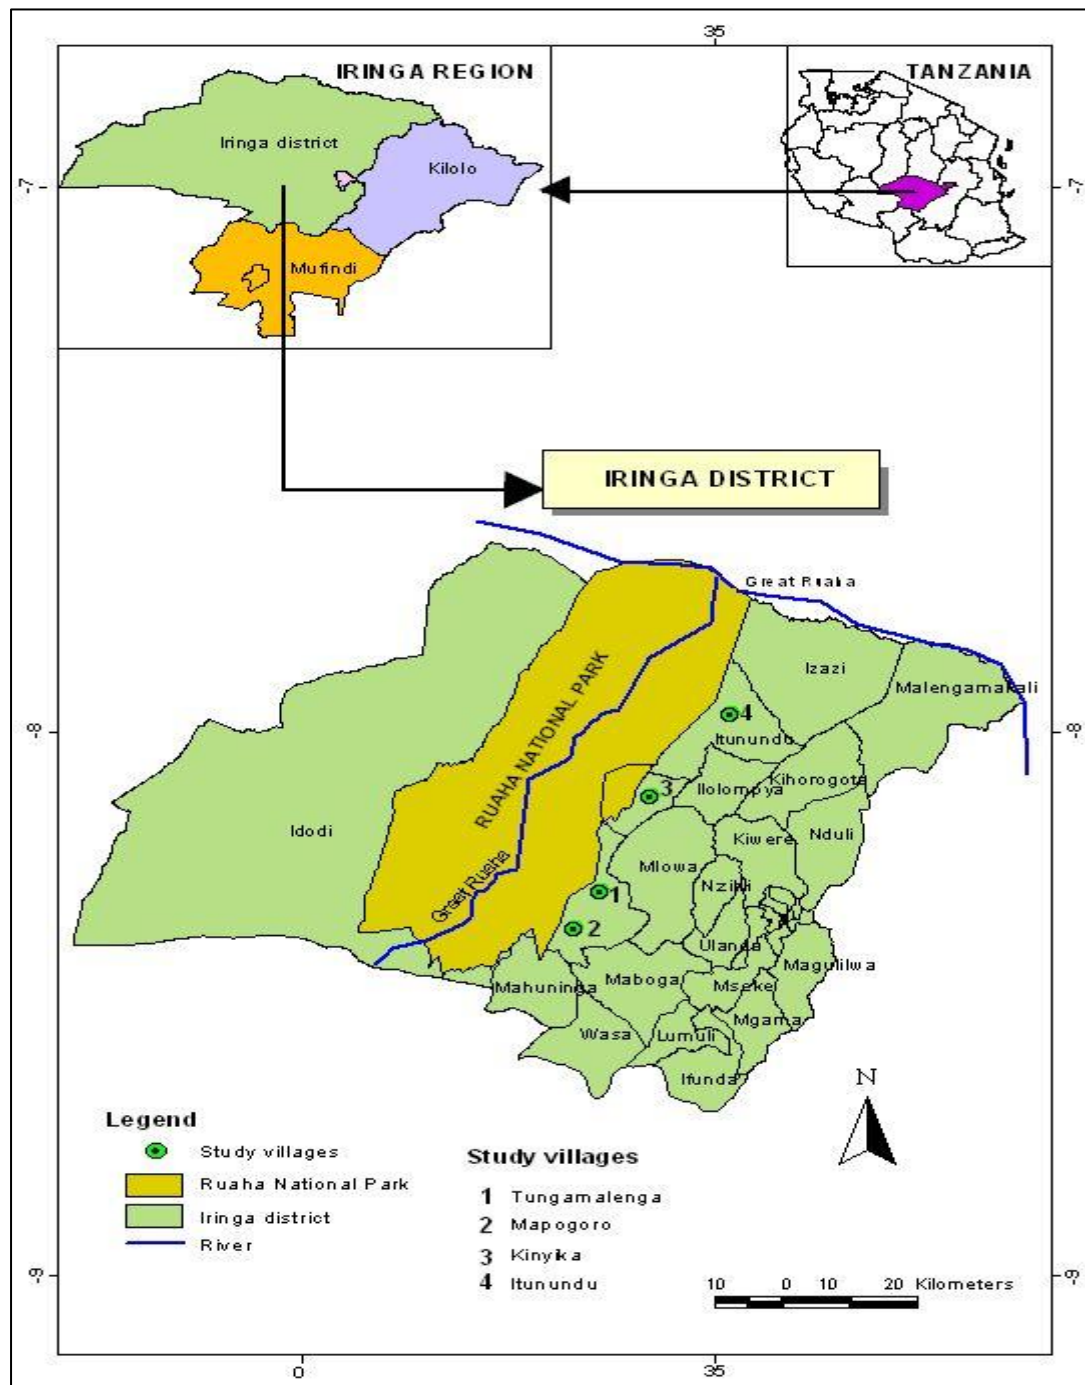 35
IRINGA REGION
TANZANIA
Iringa district
Kilolo
Mufindi
-7
-7
IRINGA DISTRICT
Great Ruaha
Izazi
Malengamakali
RUAHA NATIONAL PARK
4
Itunundu
-8
-8
3
Ilolompya
Kihorogota
Idodi
Nduli
Kiwere
Mlowa
Nzihi
Great Ruaha
1
2
Ulanda
Magulilwa
Mahuninga
Maboga
Mseke
Mgama
Wasa
Lumuli
Ifunda
N
Legend
Study villages
Ruaha National Park
Iringa district
River
Study villages
1 Tungamalenga
2 Mapogoro
3 Kinyika
4 Itunundu
10 0 10 20 Kilometers
-9
-9
0
35